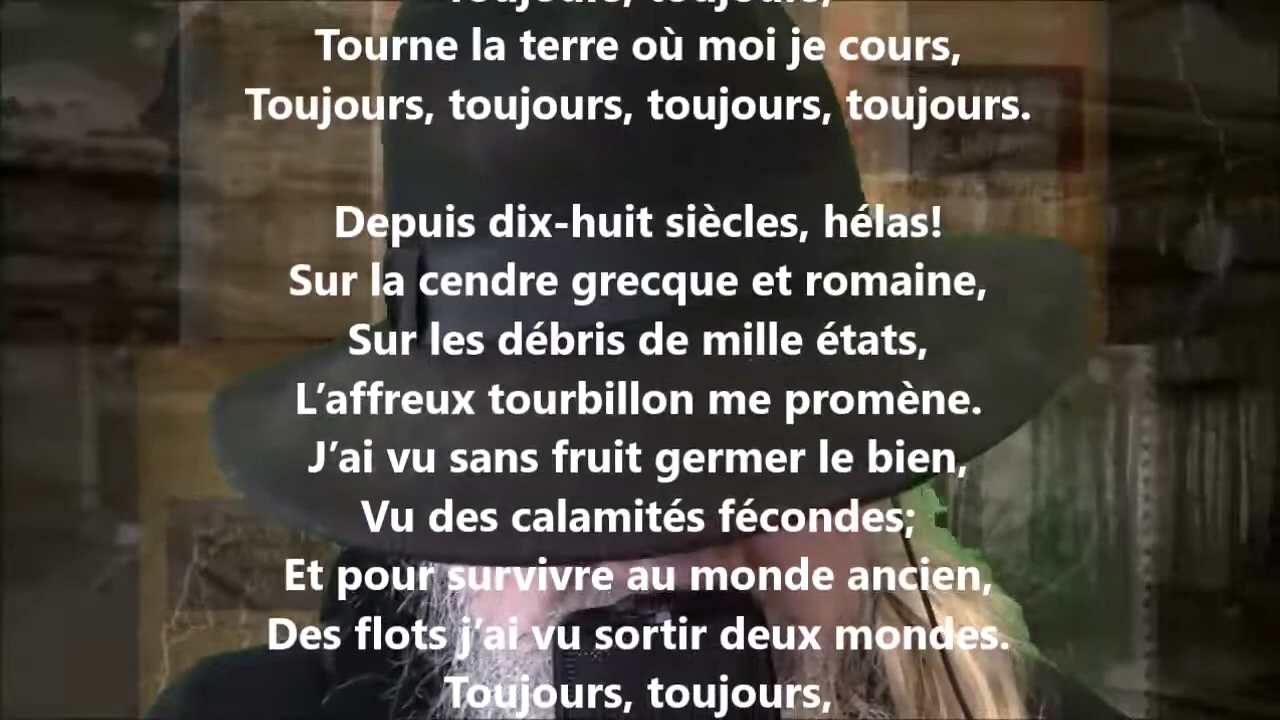 Toujours, toujours,
Tourne la terre où moi je cours,
Toujours, toujours, toujours, toujours.
Depuis dix-huit siècles, hélas!
Sur la cendre grecque et romaine,
Sur les débris de mille états,
L’affreux tourbillon me promène.
J’ai vu sans fruit germer le bien,
Vu des calamités fécondes;
Et pour survivre au monde ancien,
Des flots j’ai vu sortir deux mondes.
Toujours, toujours,